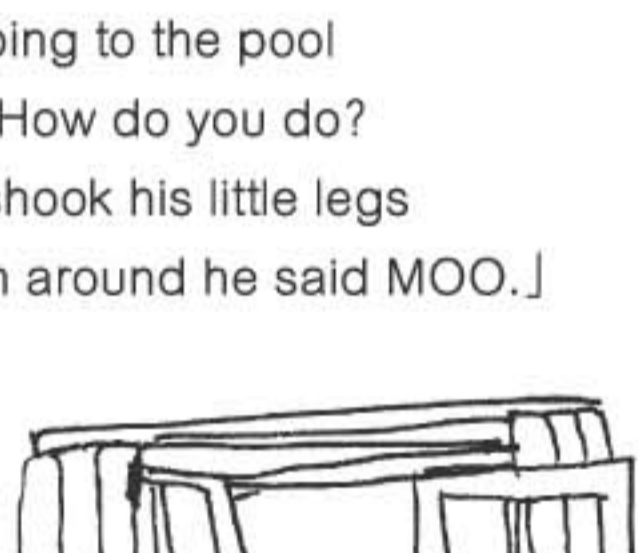 ing to the pool
How do you do?
hook his little legs
around he said MOO.」